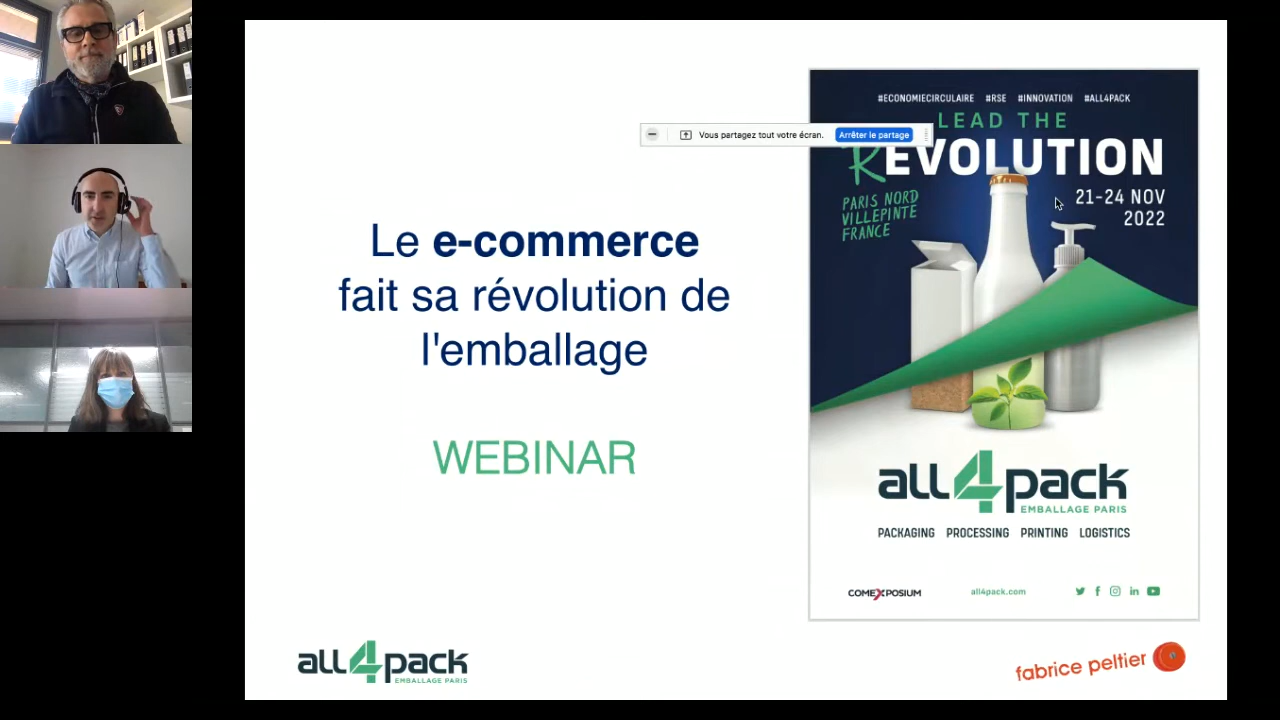 Le e-commerce
fait sa révolution de
l'emballage
WEBINAR
Vous partagez tout votre écran. Arrêter le partage
#ECONOMIECIRCULAIRE #RSE #INNOVATION #ALL4PACK
LEAD THE
REVOLUTION
PARIS NORD
VILLEPINTE
FRANCE
21-24 NOV
2022
all4pack
EMBALLAGE PARIS
PACKAGING PROCESSING PRINTING LOGISTICS
COMEXPOSIUM all4pack.com
all4pack
EMBALLAGE PARIS
fabrice peltier